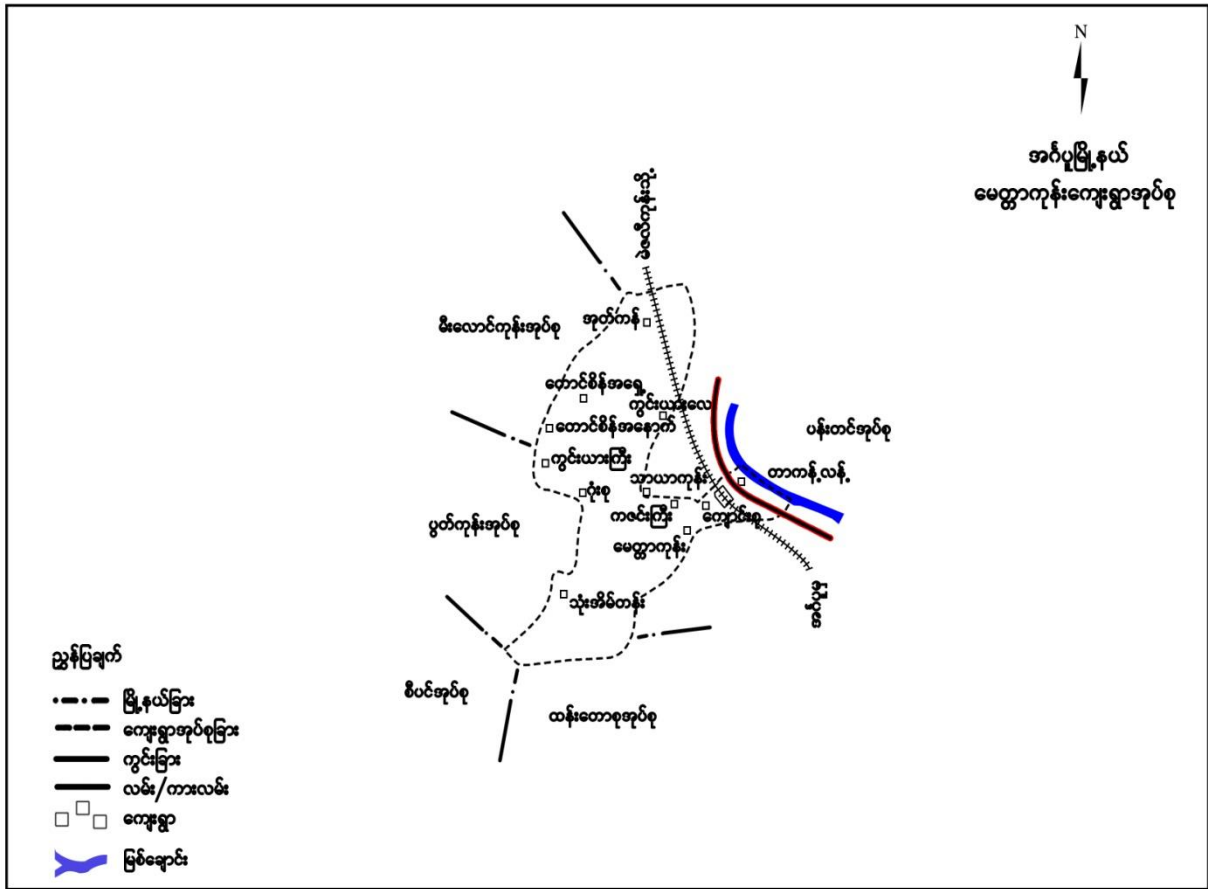 N
အင်္ဂပူမြို့နယ်
မေတ္တာကုန်းကျေးရွာအုပ်စု
မဲဇလီကုန်းသို့
မီးလောင်ကုန်းအုပ်စု
အုတ်ကန်
တောင်စိန်အရှေ့
ကွင်းယားလေး
တောင်စိန်အနောက်
ပန်းတင်အုပ်စု
ကွင်းယားကြီး
တာကန့်လန့်
သာယာကုန်း
ဂုံးစု
ကဇင်းကြီး
ကျောင်းစု
ပွတ်ကုန်းအုပ်စု
မေတ္တာကုန်း
သုံးအိမ်တန်း
အင်္ဂပူမှ
စီပင်အုပ်စု
ထန်းတောစုအုပ်စု
ညွှန်ပြချက်
မြို့နယ်ခြား
ကျေးရွာအုပ်စုခြား
ကွင်းခြား
လမ်း/ကားလမ်း
ကျေးရွာ
မြစ်ချောင်း